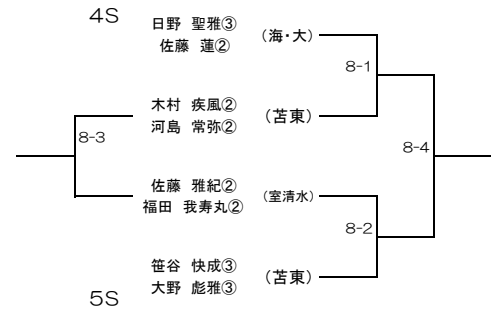 4S
日野 聖雅③
佐藤 蓮②
(海・大)
8-1
木村 疾風②
河島 常弥②
(苫東)
8-3
8-4
佐藤 雅紀②
福田 我寿丸②
(室清水)
8-2
笹谷 快成③
大野 彪雅③
(苫東)
5S